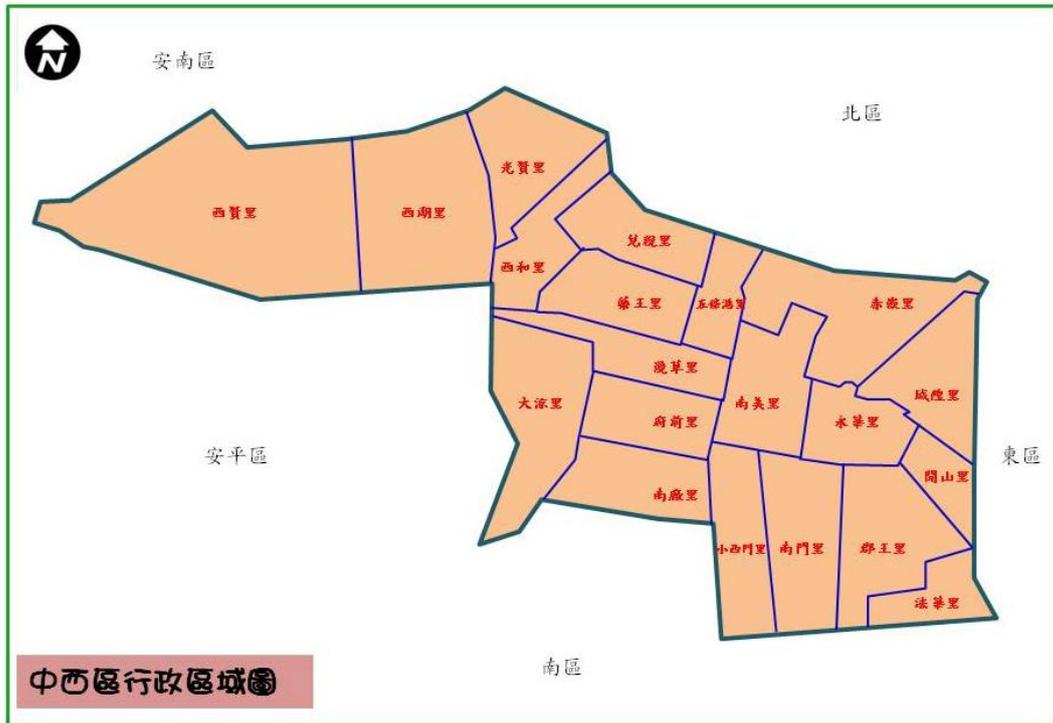 N
安南區
北區
光賢里
西賢里
西湖里
兌悅里
西和里
藥王里
五條港里
赤嵌里
淺草里
大涼里
南美里
城隍里
府前里
永華里
安平區
東區
開山里
南廠里
小西門里
南門里
郡王里
法華里
南區
中西區行政區域圖